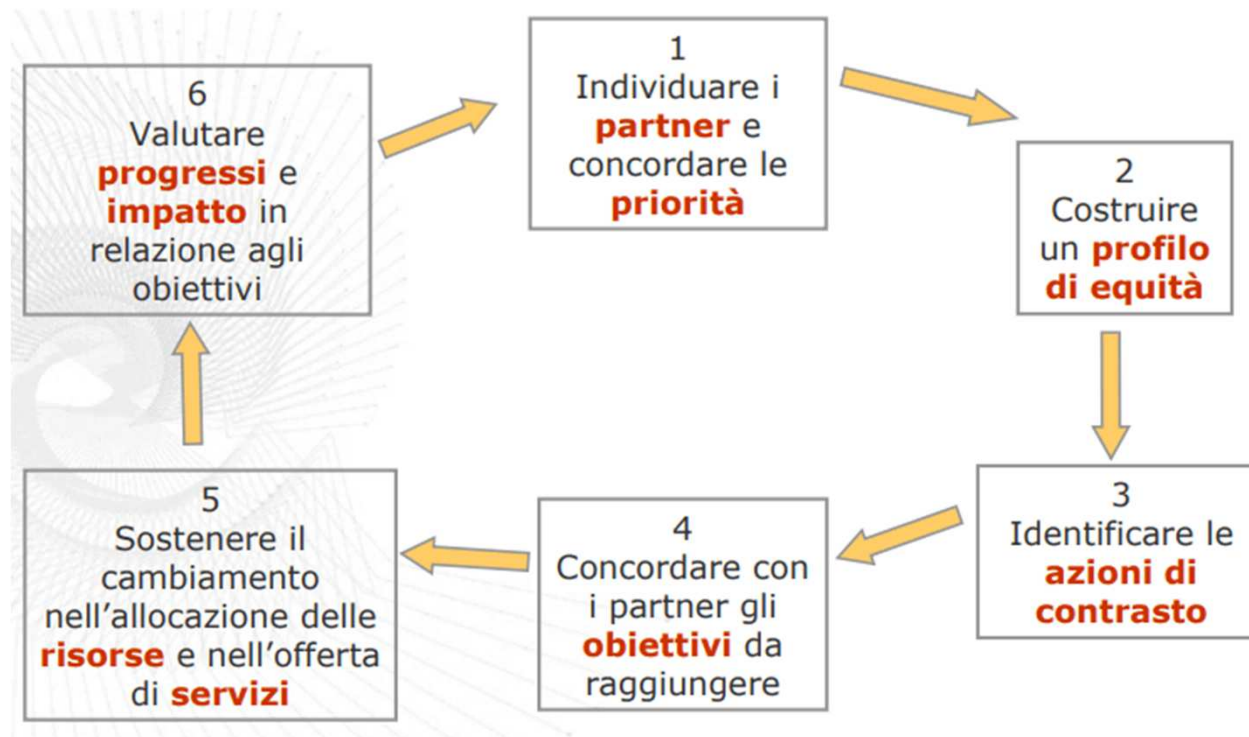 1
Individuare i
partner e
concordare le
priorità
2
Costruire
un profilo
di equità
3
Identificare le
azioni di
contrasto
4
Concordare con
i partner gli
obiettivi da
raggiungere
5
Sostenere il
cambiamento
nell’allocazione delle
risorse e nell’offerta
di servizi
6
Valutare
progressi e
impatto in
relazione agli
obiettivi